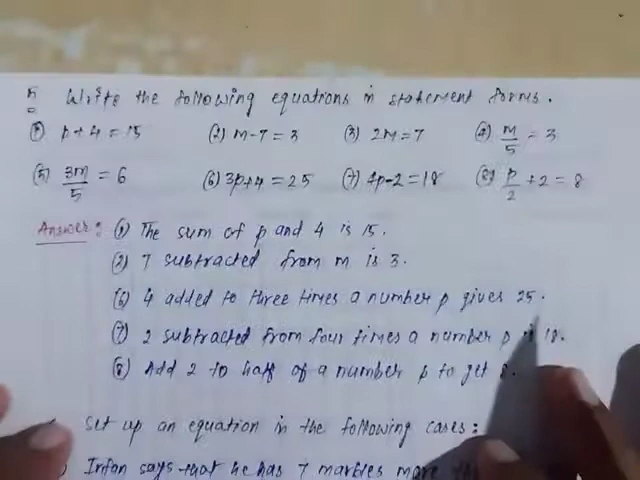 5 Write the following equations in statement forms.
(1) p+4=15 (2) m-7=3 (3) 2m=7 (4) m/5=3
(5) 3m/5=6 (6) 3p+4=25 (7) 4p-2=18 (8) p/2+2=8
Answer: (1) The sum of p and 4 is 15.
(2) 7 subtracted from m is 3.
(6) 4 added to three times a number p gives 25.
(7) 2 subtracted from four times a number p 18.
(8) Add 2 to half of a number p to get 8.
Set up an equation in the following cases:
) Irfan says that he has 7 marbles more